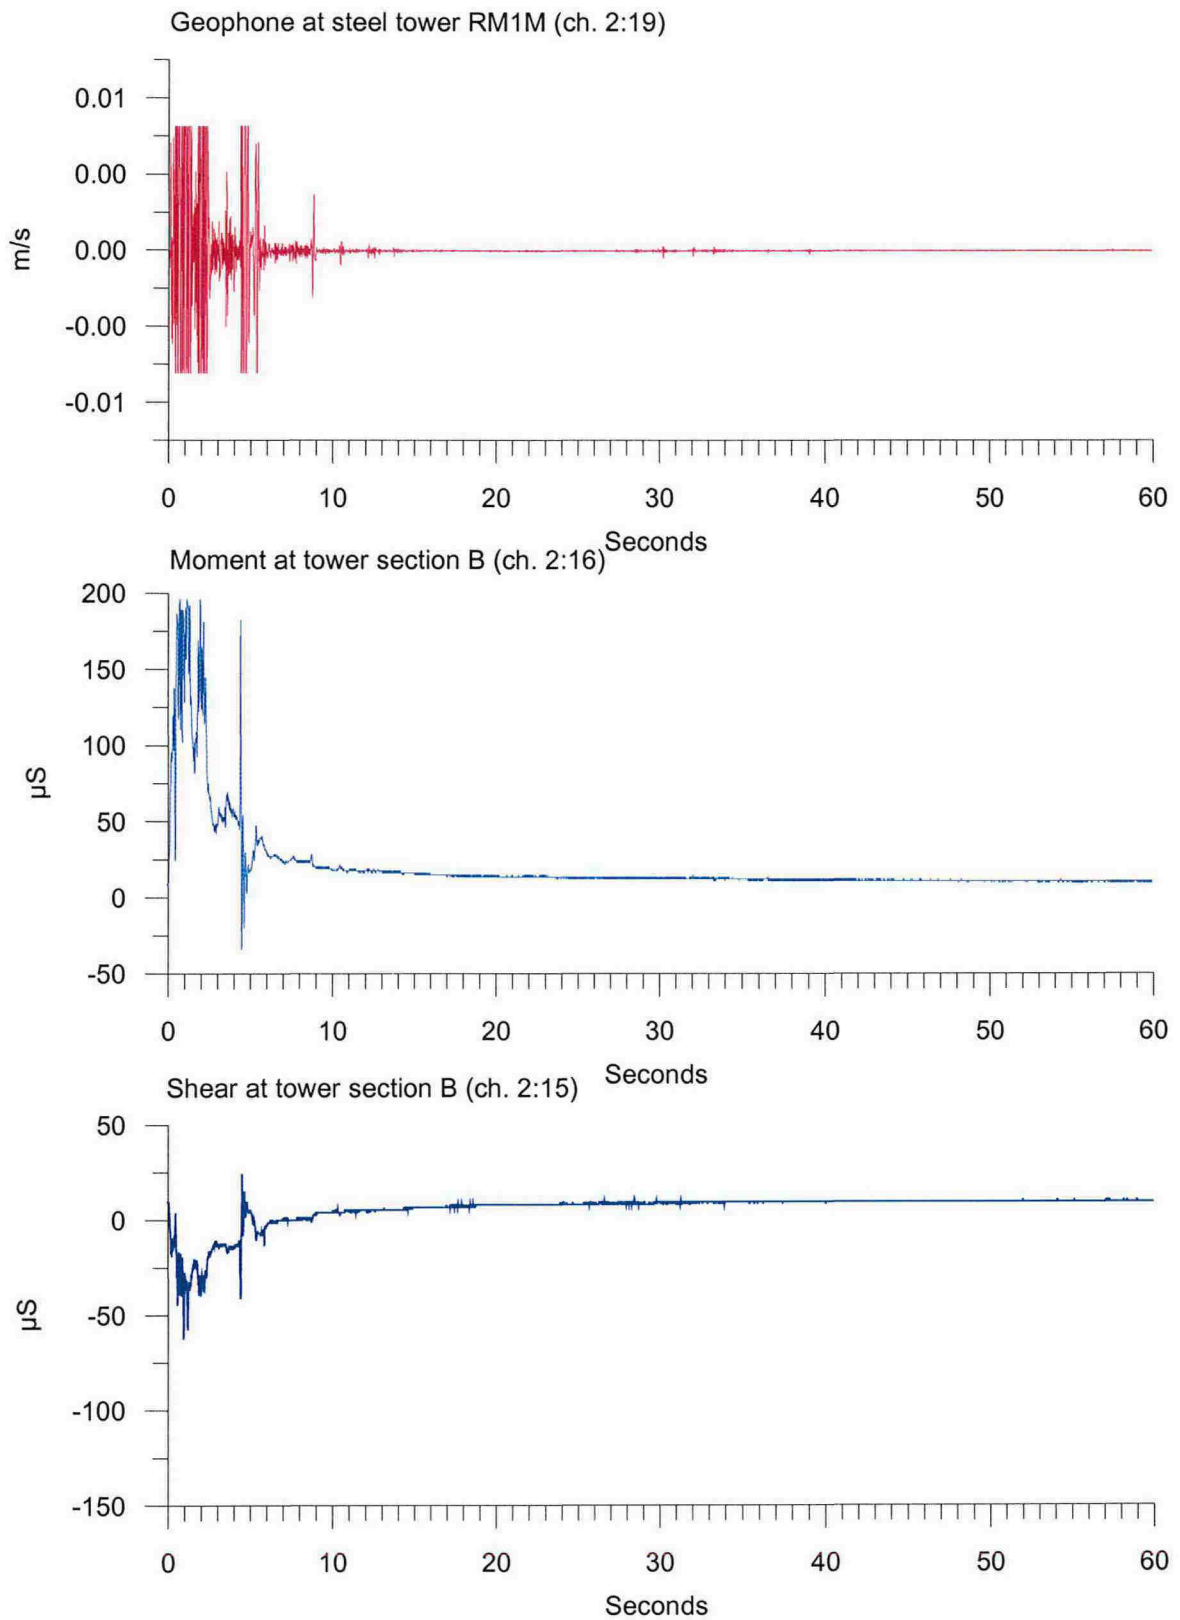 Geophone at steel tower RM1M (ch. 2:19)
0.01
0.00
0.00
-0.00
-0.01
m/s
0 10 20 30 40 50 60
Seconds
Moment at tower section B (ch. 2:16)
200
150
100
50
0
-50
µS
0 10 20 30 40 50 60
Seconds
Shear at tower section B (ch. 2:15)
50
0
-50
-100
-150
µS
0 10 20 30 40 50 60
Seconds